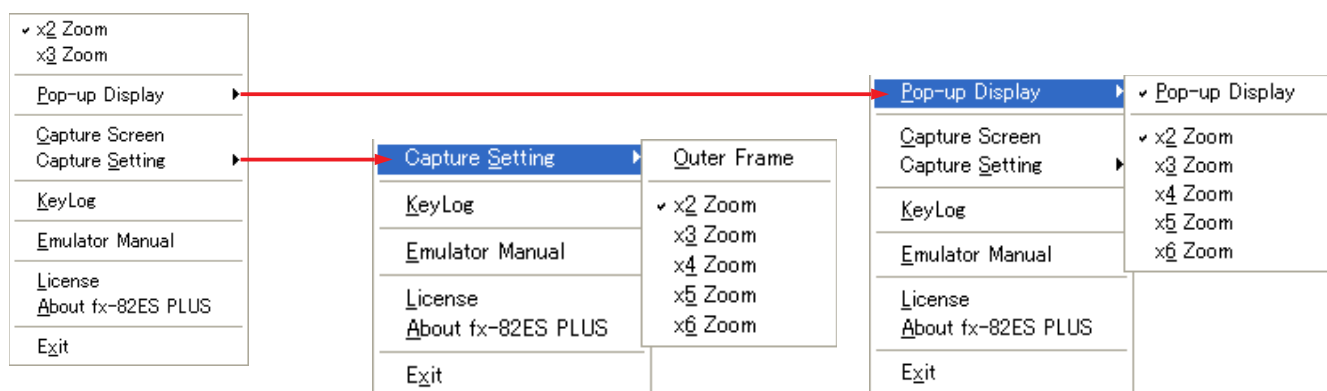 ✓ x2 Zoom
x3 Zoom
Pop-up Display
Capture Screen
Capture Setting
KeyLog
Emulator Manual
License
About fx-82ES PLUS
Exit
Capture Setting
KeyLog
Emulator Manual
License
About fx-82ES PLUS
Exit
Outer Frame
✓ x2 Zoom
x3 Zoom
x4 Zoom
x5 Zoom
x6 Zoom
Pop-up Display
Capture Screen
Capture Setting
KeyLog
Emulator Manual
License
About fx-82ES PLUS
Exit
✓ Pop-up Display
✓ x2 Zoom
x3 Zoom
x4 Zoom
x5 Zoom
x6 Zoom